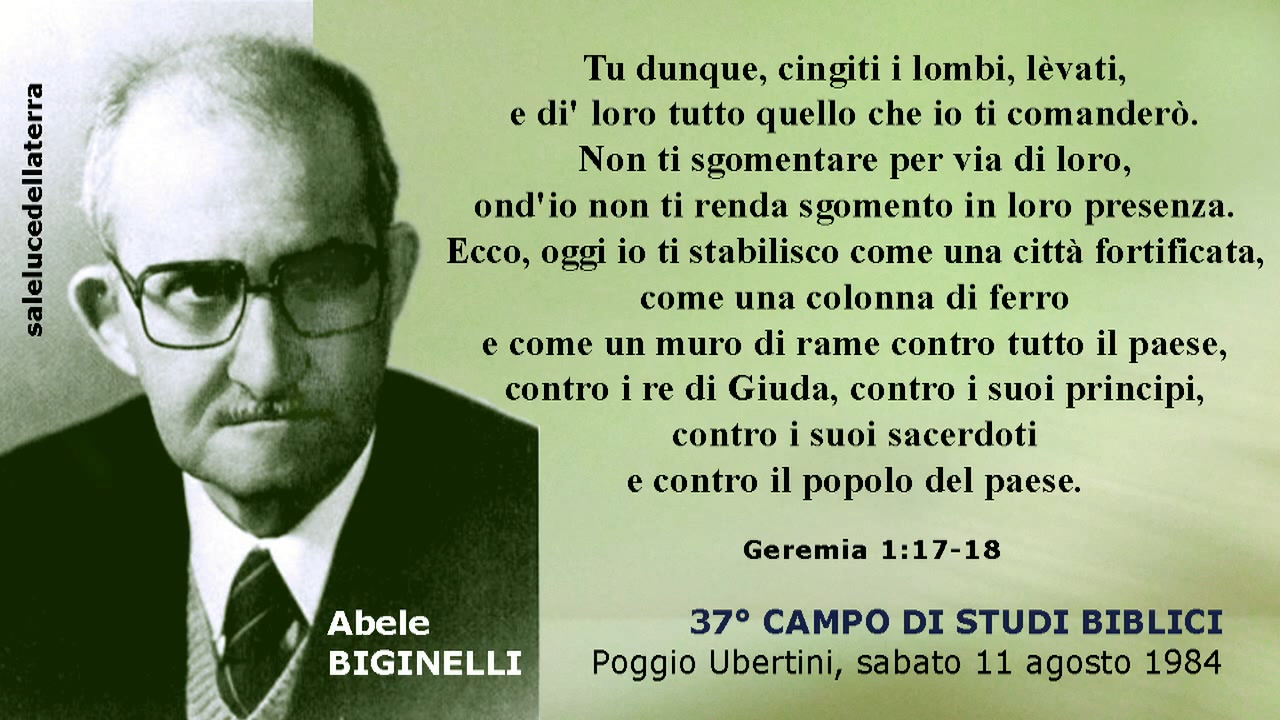 salelucedellaterra
Tu dunque, cingiti i lombi, lèvati,
e di' loro tutto quello che io ti comanderò.
Non ti sgomentare per via di loro,
ond'io non ti renda sgomento in loro presenza.
Ecco, oggi io ti stabilisco come una città fortificata,
come una colonna di ferro
e come un muro di rame contro tutto il paese,
contro i re di Giuda, contro i suoi principi,
contro i suoi sacerdoti
e contro il popolo del paese.
Geremia 1:17-18
Abele
BIGINELLI
37° CAMPO DI STUDI BIBLICI
Poggio Ubertini, sabato 11 agosto 1984